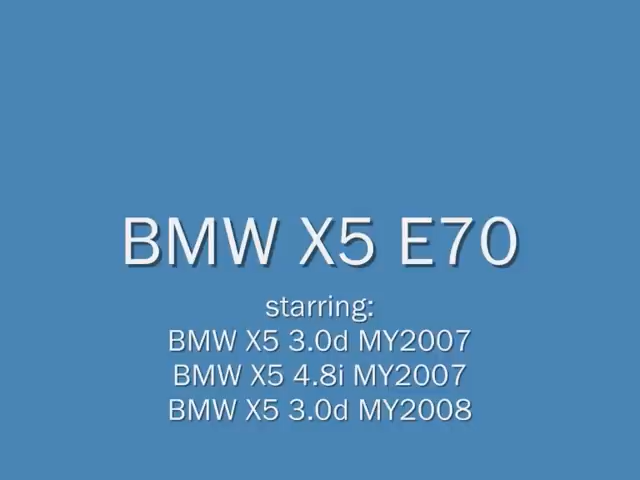 BMW X5 E70
starring:
BMW X5 3.0d MY2007
BMW X5 4.8i MY2007
BMW X5 3.0d MY2008